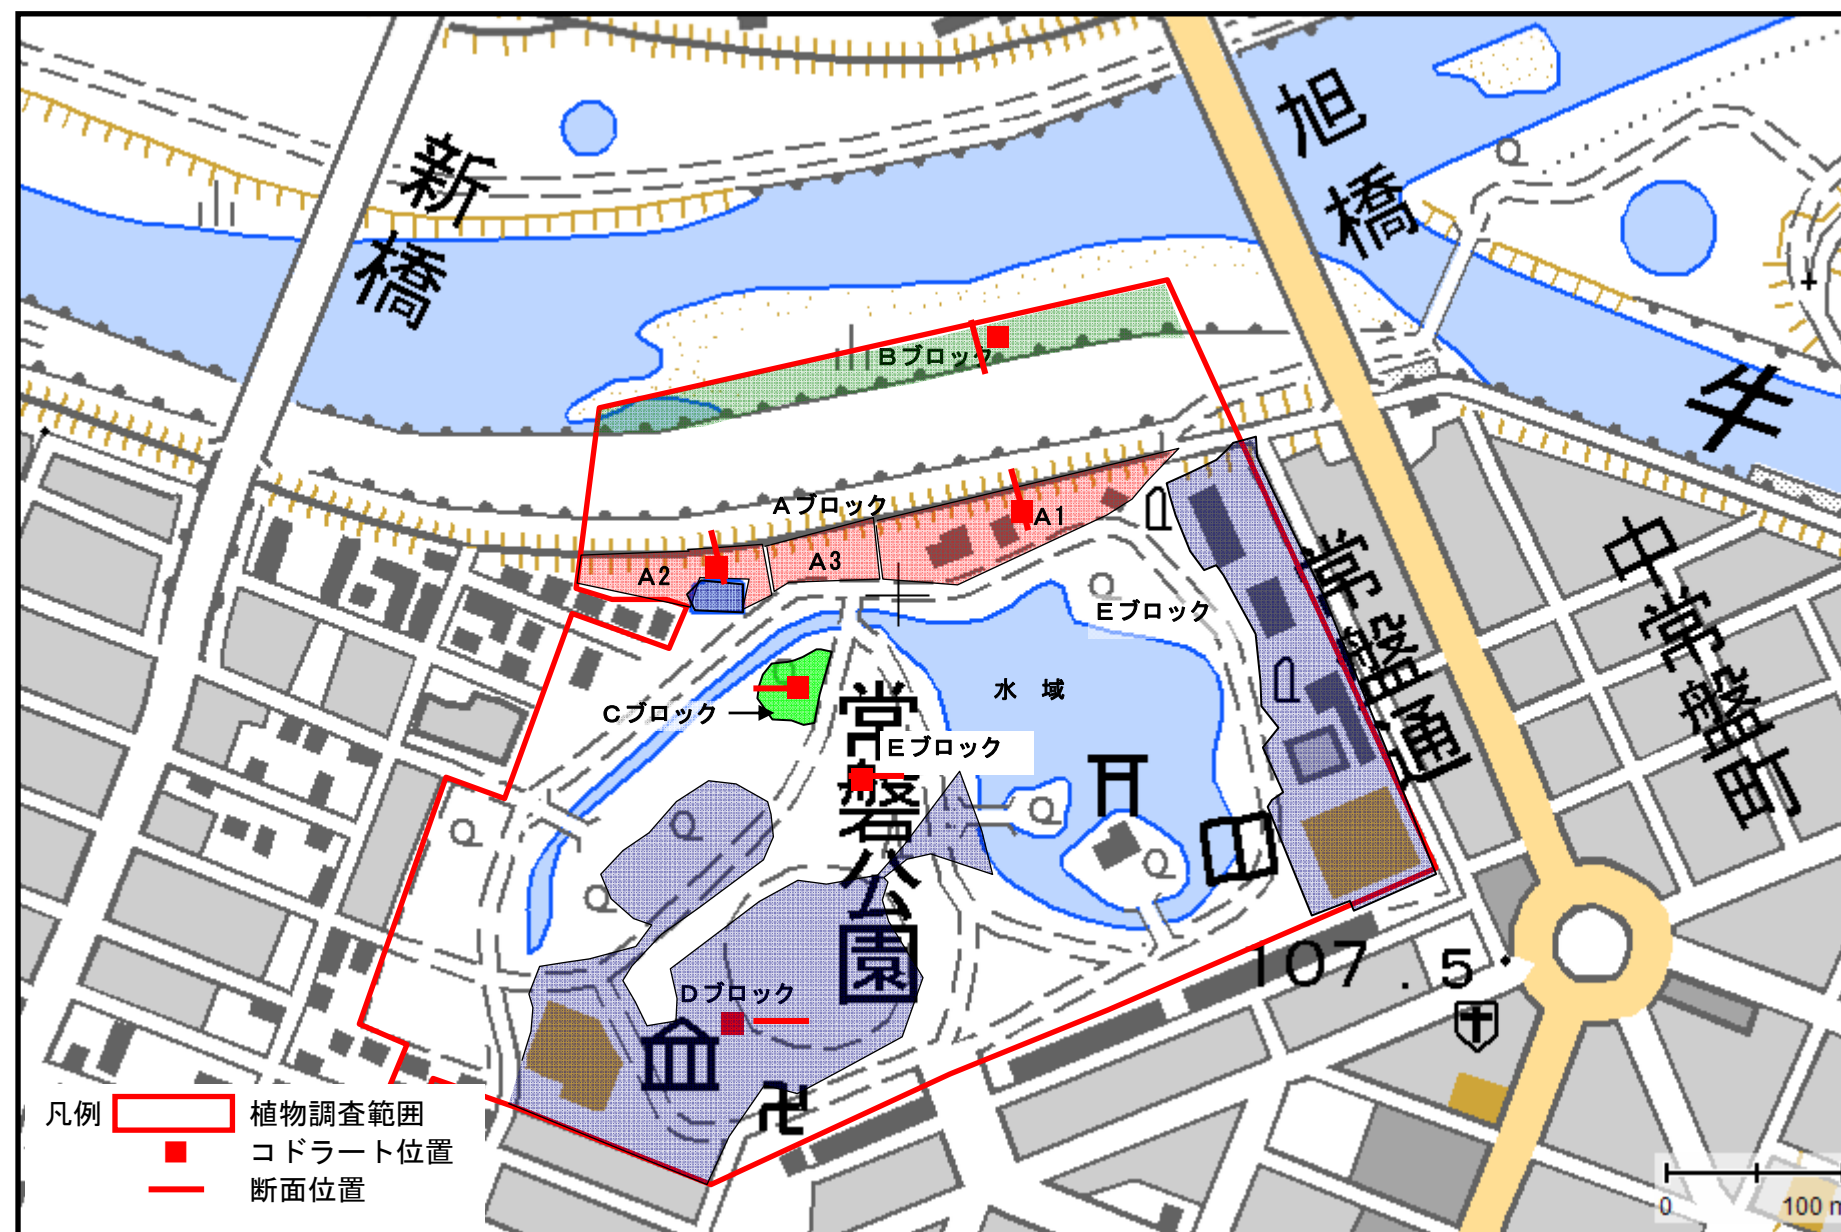 新橋
旭橋
牛
Bブロック
Aブロック
A1
A2
A3
Eブロック
水域
Cブロック
Eブロック
常磐公園
常盤通
中常盤町
Dブロック
107.5
凡例
植物調査範囲
コドラート位置
断面位置
0
100 m